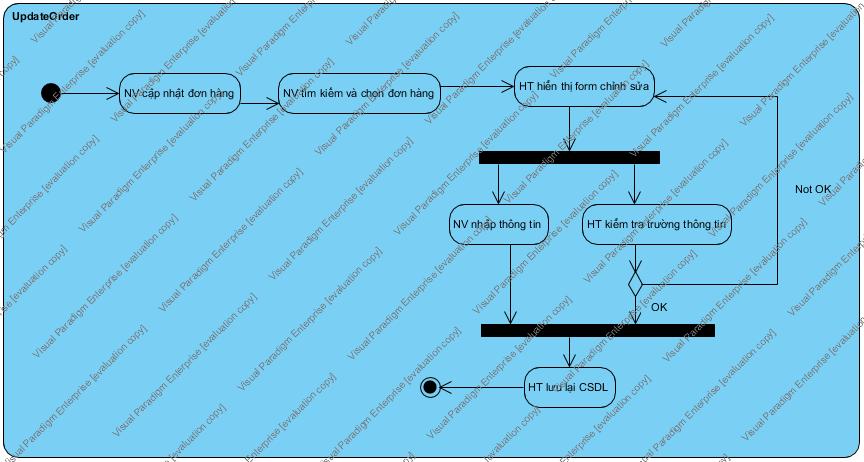 UpdateOrder
NV cập nhật đơn hàng
NV tìm kiếm và chọn đơn hàng
HT hiển thị form chỉnh sửa
Not OK
NV nhập thông tin
HT kiểm tra trường thông tin
OK
HT lưu lại CSDL
Visual Paradigm Enterprise [evaluation copy]